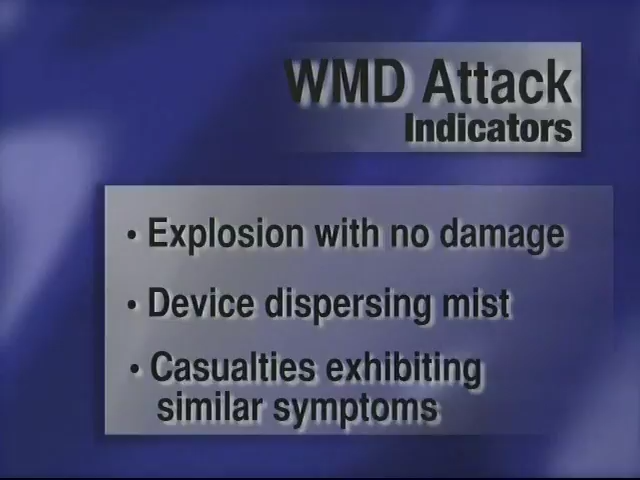 WMD Attack
Indicators
• Explosion with no damage
• Device dispersing mist
• Casualties exhibiting
similar symptoms